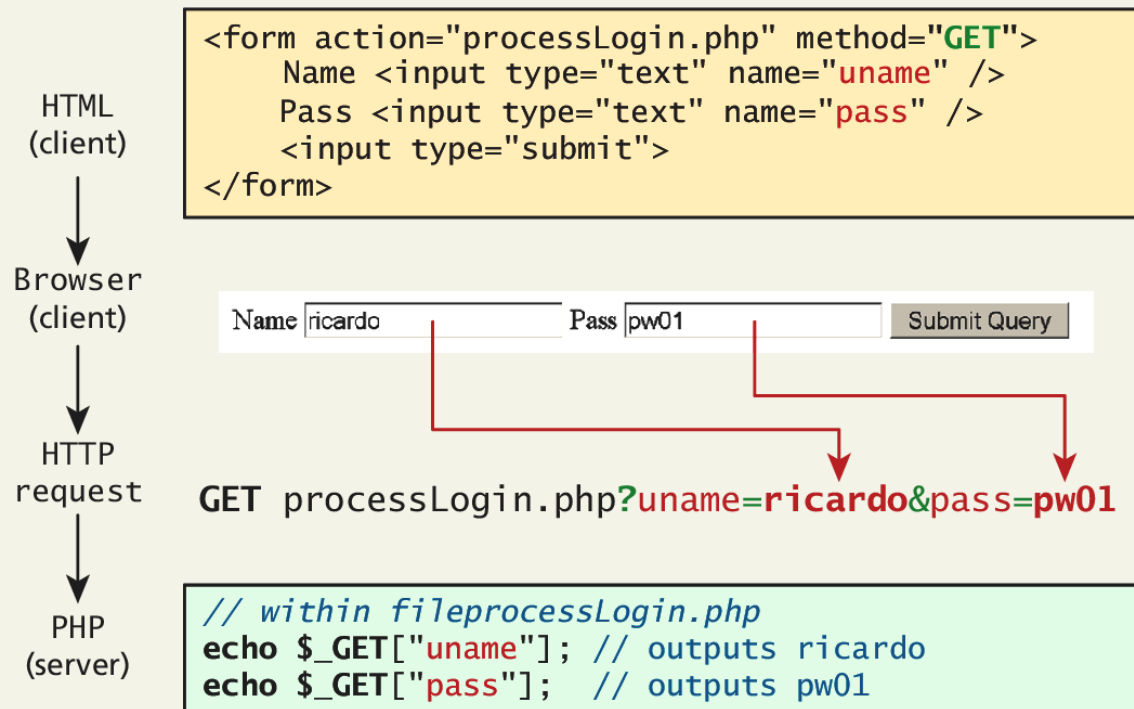 <form action="processLogin.php" method="GET">
Name <input type="text" name="uname" />
Pass <input type="text" name="pass" />
<input type="submit">
</form>
HTML
(client)
Browser
(client)
Name ricardo Pass pw01 Submit Query
HTTP
request
GET processLogin.php?uname=ricardo&pass=pw01
PHP
(server)
// within fileprocessLogin.php
echo $_GET["uname"]; // outputs ricardo
echo $_GET["pass"]; // outputs pw01